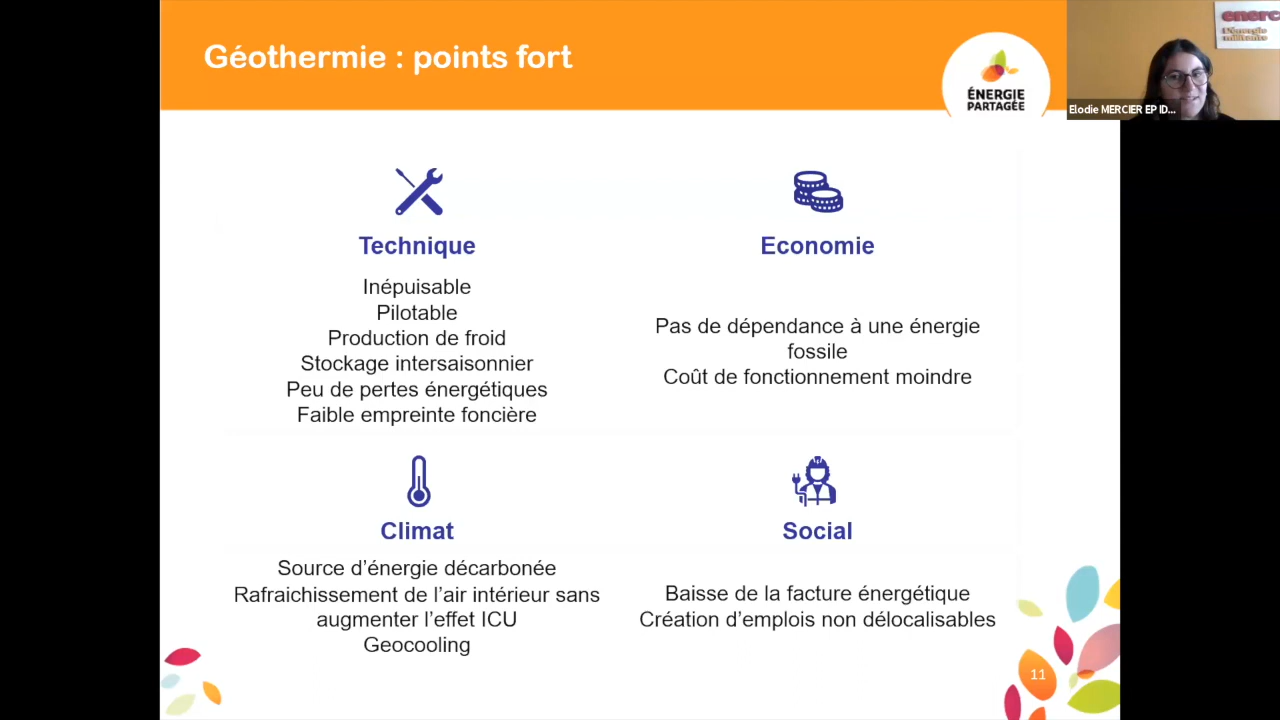 Géothermie : points fort
ÉNERGIE
PARTAGÉE
enerc
Elodie MERCIER EP ID...
Technique
Inépuisable
Pilotable
Production de froid
Stockage intersaisonnier
Peu de pertes énergétiques
Faible empreinte foncière
Economie
Pas de dépendance à une énergie
fossile
Coût de fonctionnement moindre
Climat
Source d’énergie décarbonée
Rafraichissement de l’air intérieur sans
augmenter l’effet ICU
Geocooling
Social
Baisse de la facture énergétique
Création d’emplois non délocalisables
11